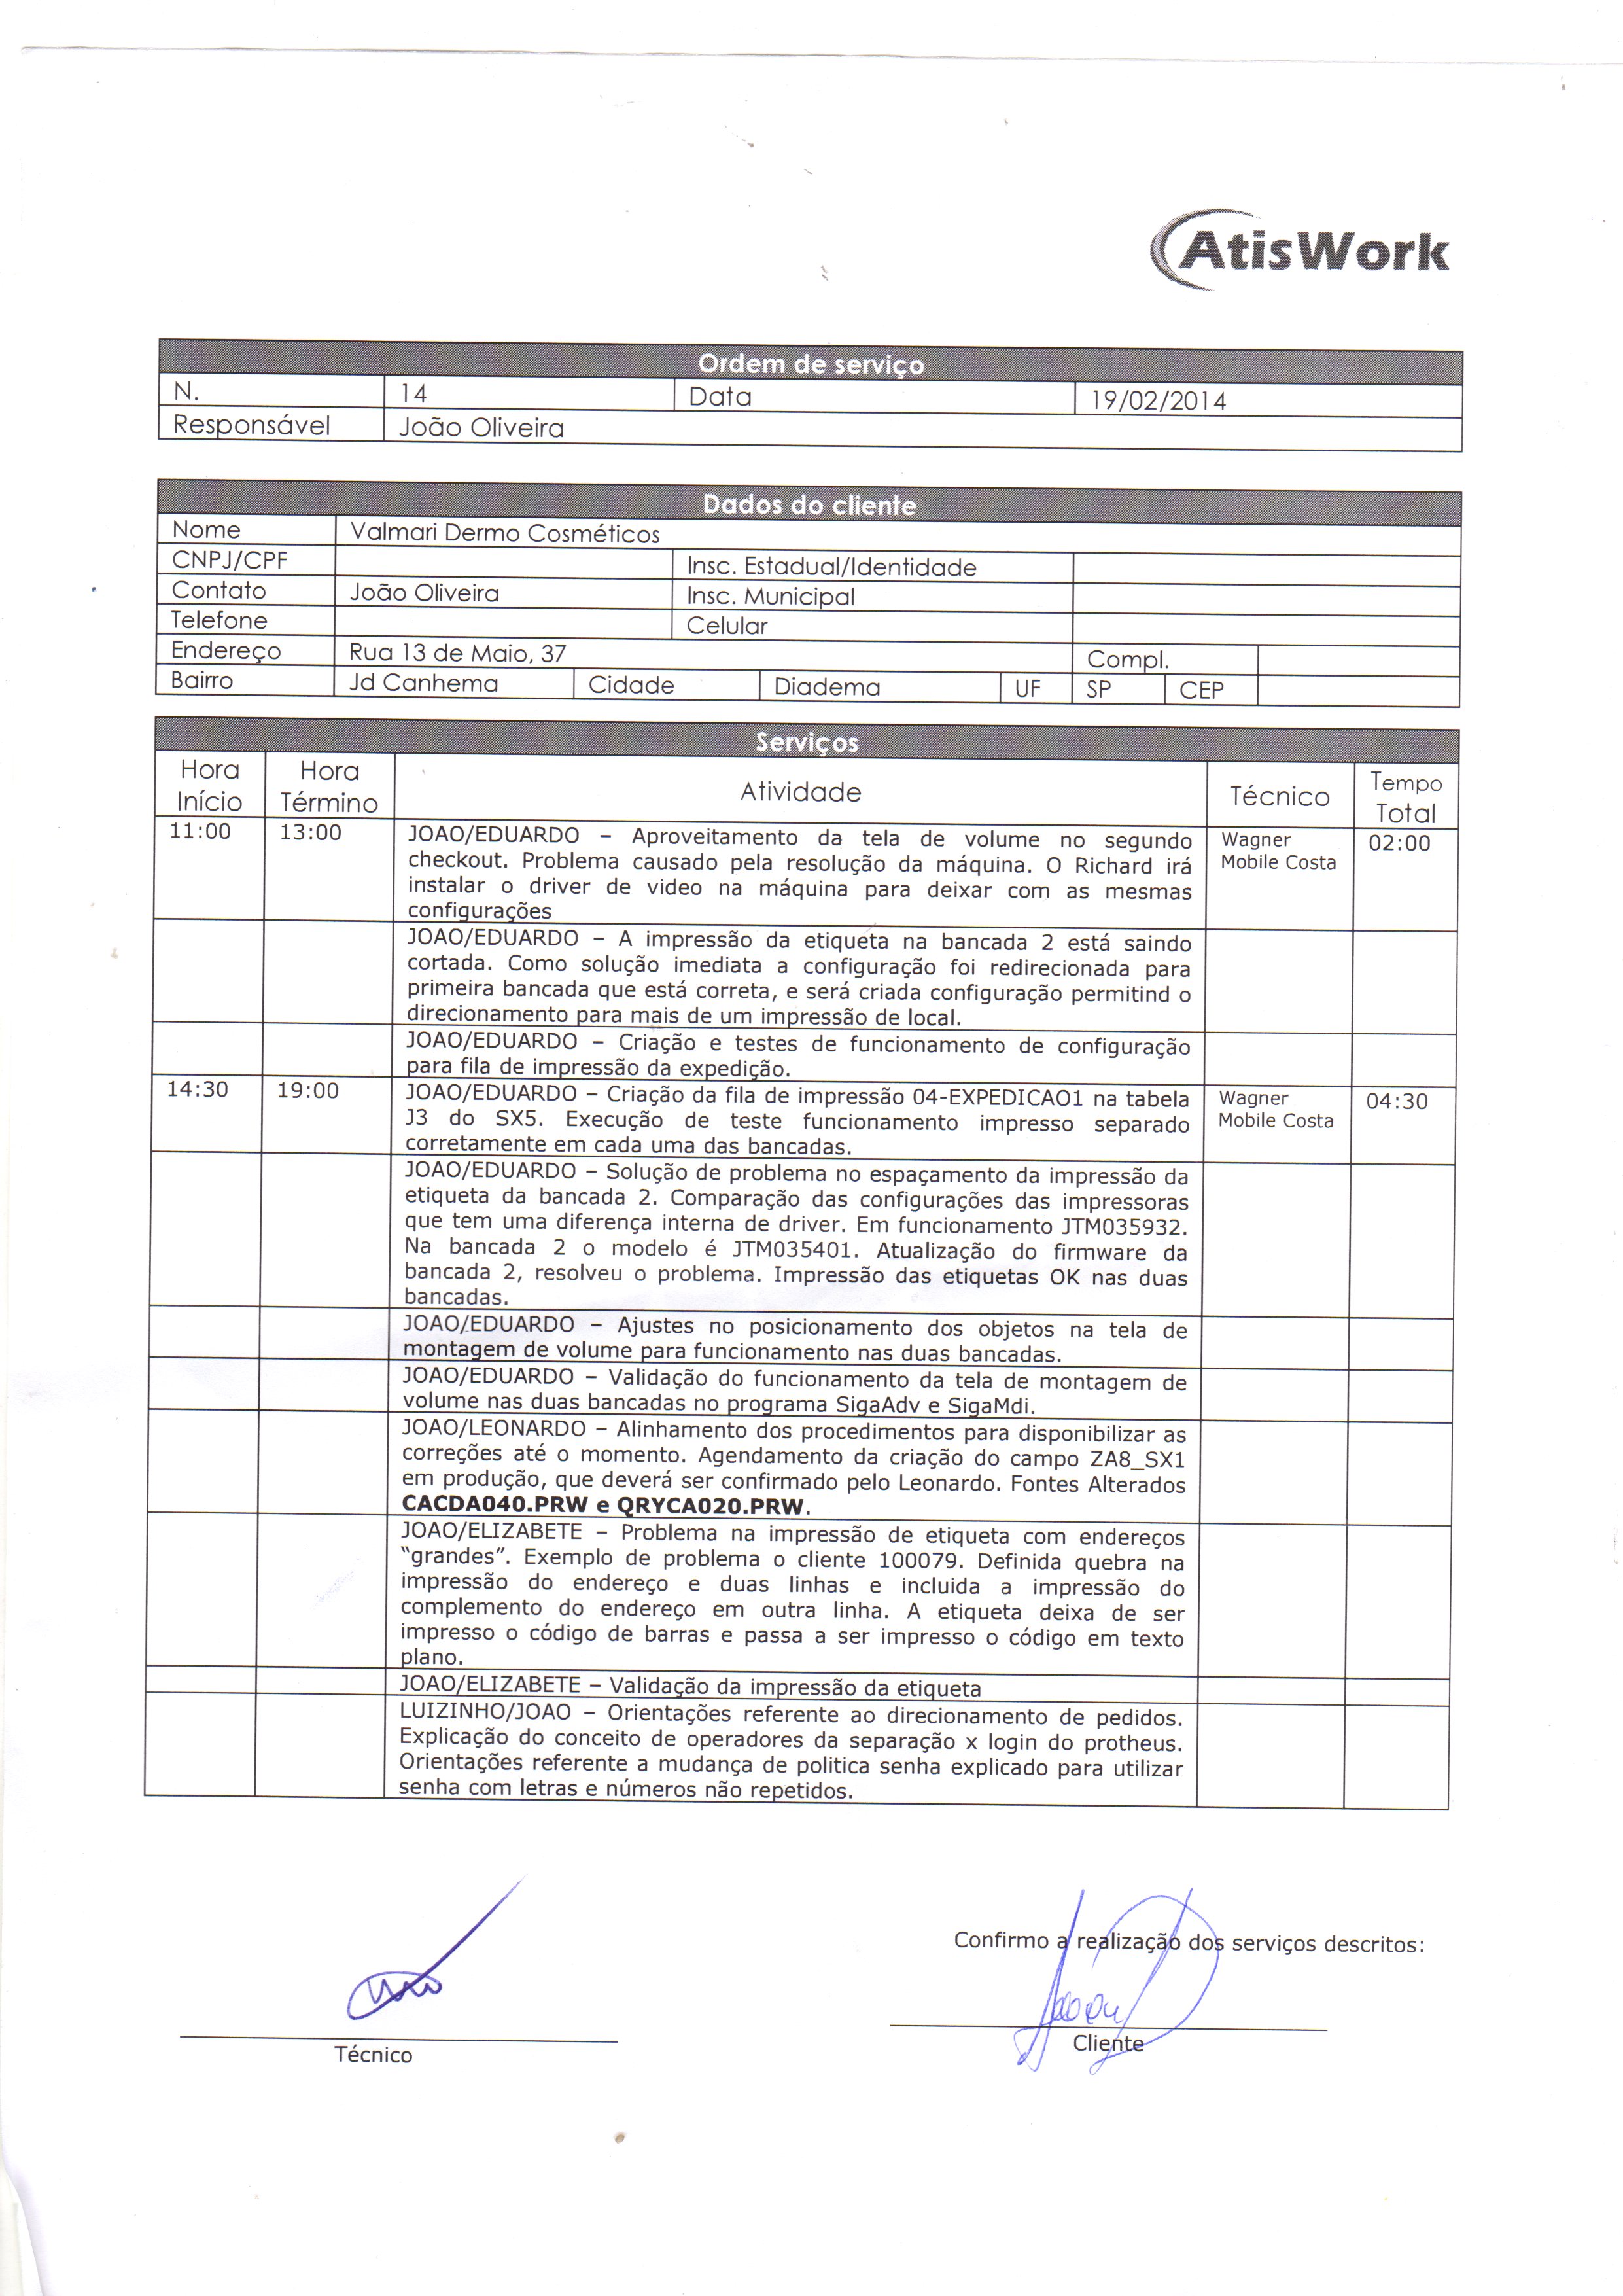 AtisWork
Ordem de serviço
N. 14 Data 19/02/2014
Responsável João Oliveira
Dados do cliente
Nome Valmari Dermo Cosméticos
CNPJ/CPF Insc. Estadual/Identidade
Contato João Oliveira Insc. Municipal
Telefone Celular
Endereço Rua 13 de Maio, 37 Compl.
Bairro Jd Canhema Cidade Diadema UF SP CEP
Serviços
Hora Início Hora Término Atividade Técnico Tempo Total
11:00 13:00 JOAO/EDUARDO – Aproveitamento da tela de volume no segundo Wagner 02:00
checkout. Problema causado pela resolução da máquina. O Richard irá Mobile Costa
instalar o driver de video na máquina para deixar com as mesmas
configurações
JOAO/EDUARDO – A impressão da etiqueta na bancada 2 está saindo
cortada. Como solução imediata a configuração foi redirecionada para
primeira bancada que está correta, e será criada configuração permitind o
direcionamento para mais de um impressão de local.
JOAO/EDUARDO – Criação e testes de funcionamento de configuração
para fila de impressão da expedição.
14:30 19:00 JOAO/EDUARDO – Criação da fila de impressão 04-EXPEDICAO1 na tabela Wagner 04:30
J3 do SX5. Execução de teste funcionamento impresso separado Mobile Costa
corretamente em cada uma das bancadas.
JOAO/EDUARDO – Solução de problema no espaçamento da impressão da
etiqueta da bancada 2. Comparação das configurações das impressoras
que tem uma diferença interna de driver. Em funcionamento JTM035932.
Na bancada 2 o modelo é JTM035401. Atualização do firmware da
bancada 2, resolveu o problema. Impressão das etiquetas OK nas duas
bancadas.
JOAO/EDUARDO – Ajustes no posicionamento dos objetos na tela de
montagem de volume para funcionamento nas duas bancadas.
JOAO/EDUARDO – Validação do funcionamento da tela de montagem de
volume nas duas bancadas no programa SigaAdv e SigaMdi.
JOAO/LEONARDO – Alinhamento dos procedimentos para disponibilizar as
correções até o momento. Agendamento da criação do campo ZA8_SX1
em produção, que deverá ser confirmado pelo Leonardo. Fontes Alterados
CACDA040.PRW e QRYCA020.PRW.
JOAO/ELIZABETE – Problema na impressão de etiqueta com endereços
“grandes”. Exemplo de problema o cliente 100079. Definida quebra na
impressão do endereço e duas linhas e incluida a impressão do
complemento do endereço em outra linha. A etiqueta deixa de ser
impresso o código de barras e passa a ser impresso o código em texto
plano.
JOAO/ELIZABETE – Validação da impressão da etiqueta
LUIZINHO/JOAO – Orientações referente ao direcionamento de pedidos.
Explicação do conceito de operadores da separação x login do protheus.
Orientações referente a mudança de politica senha explicado para utilizar
senha com letras e números não repetidos.
Confirmo a realização dos serviços descritos:
Técnico Cliente